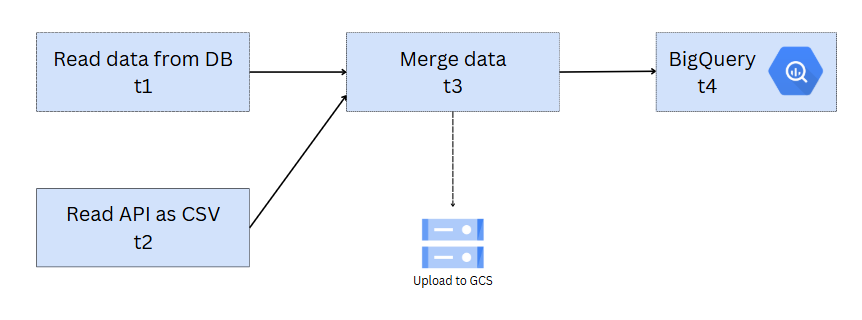 Read data from DB
t1
Merge data
t3
BigQuery
t4
Read API as CSV
t2
Upload to GCS